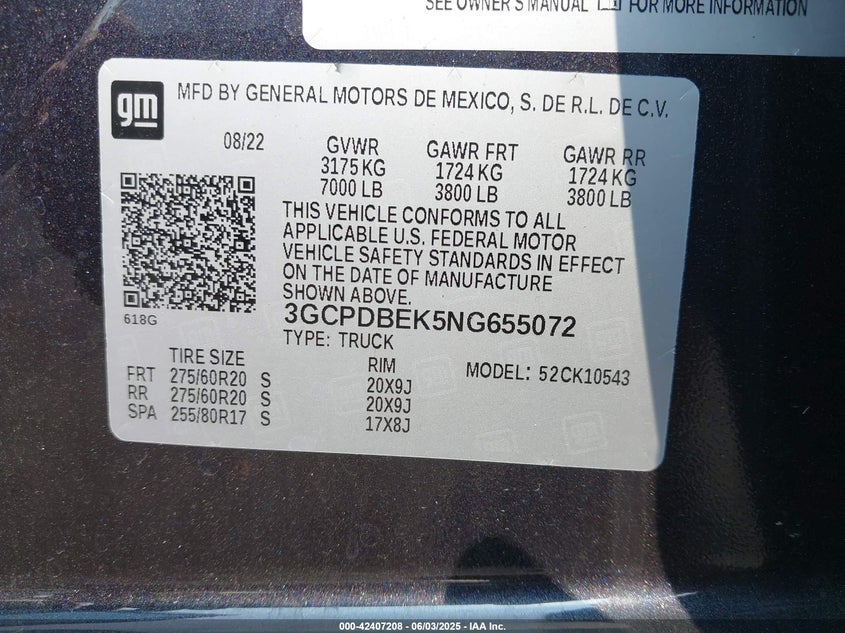 SEE OWNER'S MANUAL FOR MORE INFORMATION
gm
MFD BY GENERAL MOTORS DE MEXICO, S. DE R.L. DE C.V.
08/22
GVWR GAWR FRT GAWR RR
3175 KG 1724 KG 1724 KG
7000 LB 3800 LB 3800 LB
THIS VEHICLE CONFORMS TO ALL
APPLICABLE U.S. FEDERAL MOTOR
VEHICLE SAFETY STANDARDS IN EFFECT
ON THE DATE OF MANUFACTURE
SHOWN ABOVE.
618G
3GCPDBEK5NG655072
TYPE: TRUCK
TIRE SIZE RIM MODEL: 52CK10543
FRT 275/60R20 S 20X9J
RR 275/60R20 S 20X9J
SPA 255/80R17 S 17X8J
000-42407208 - 06/03/2025 - IAA Inc.